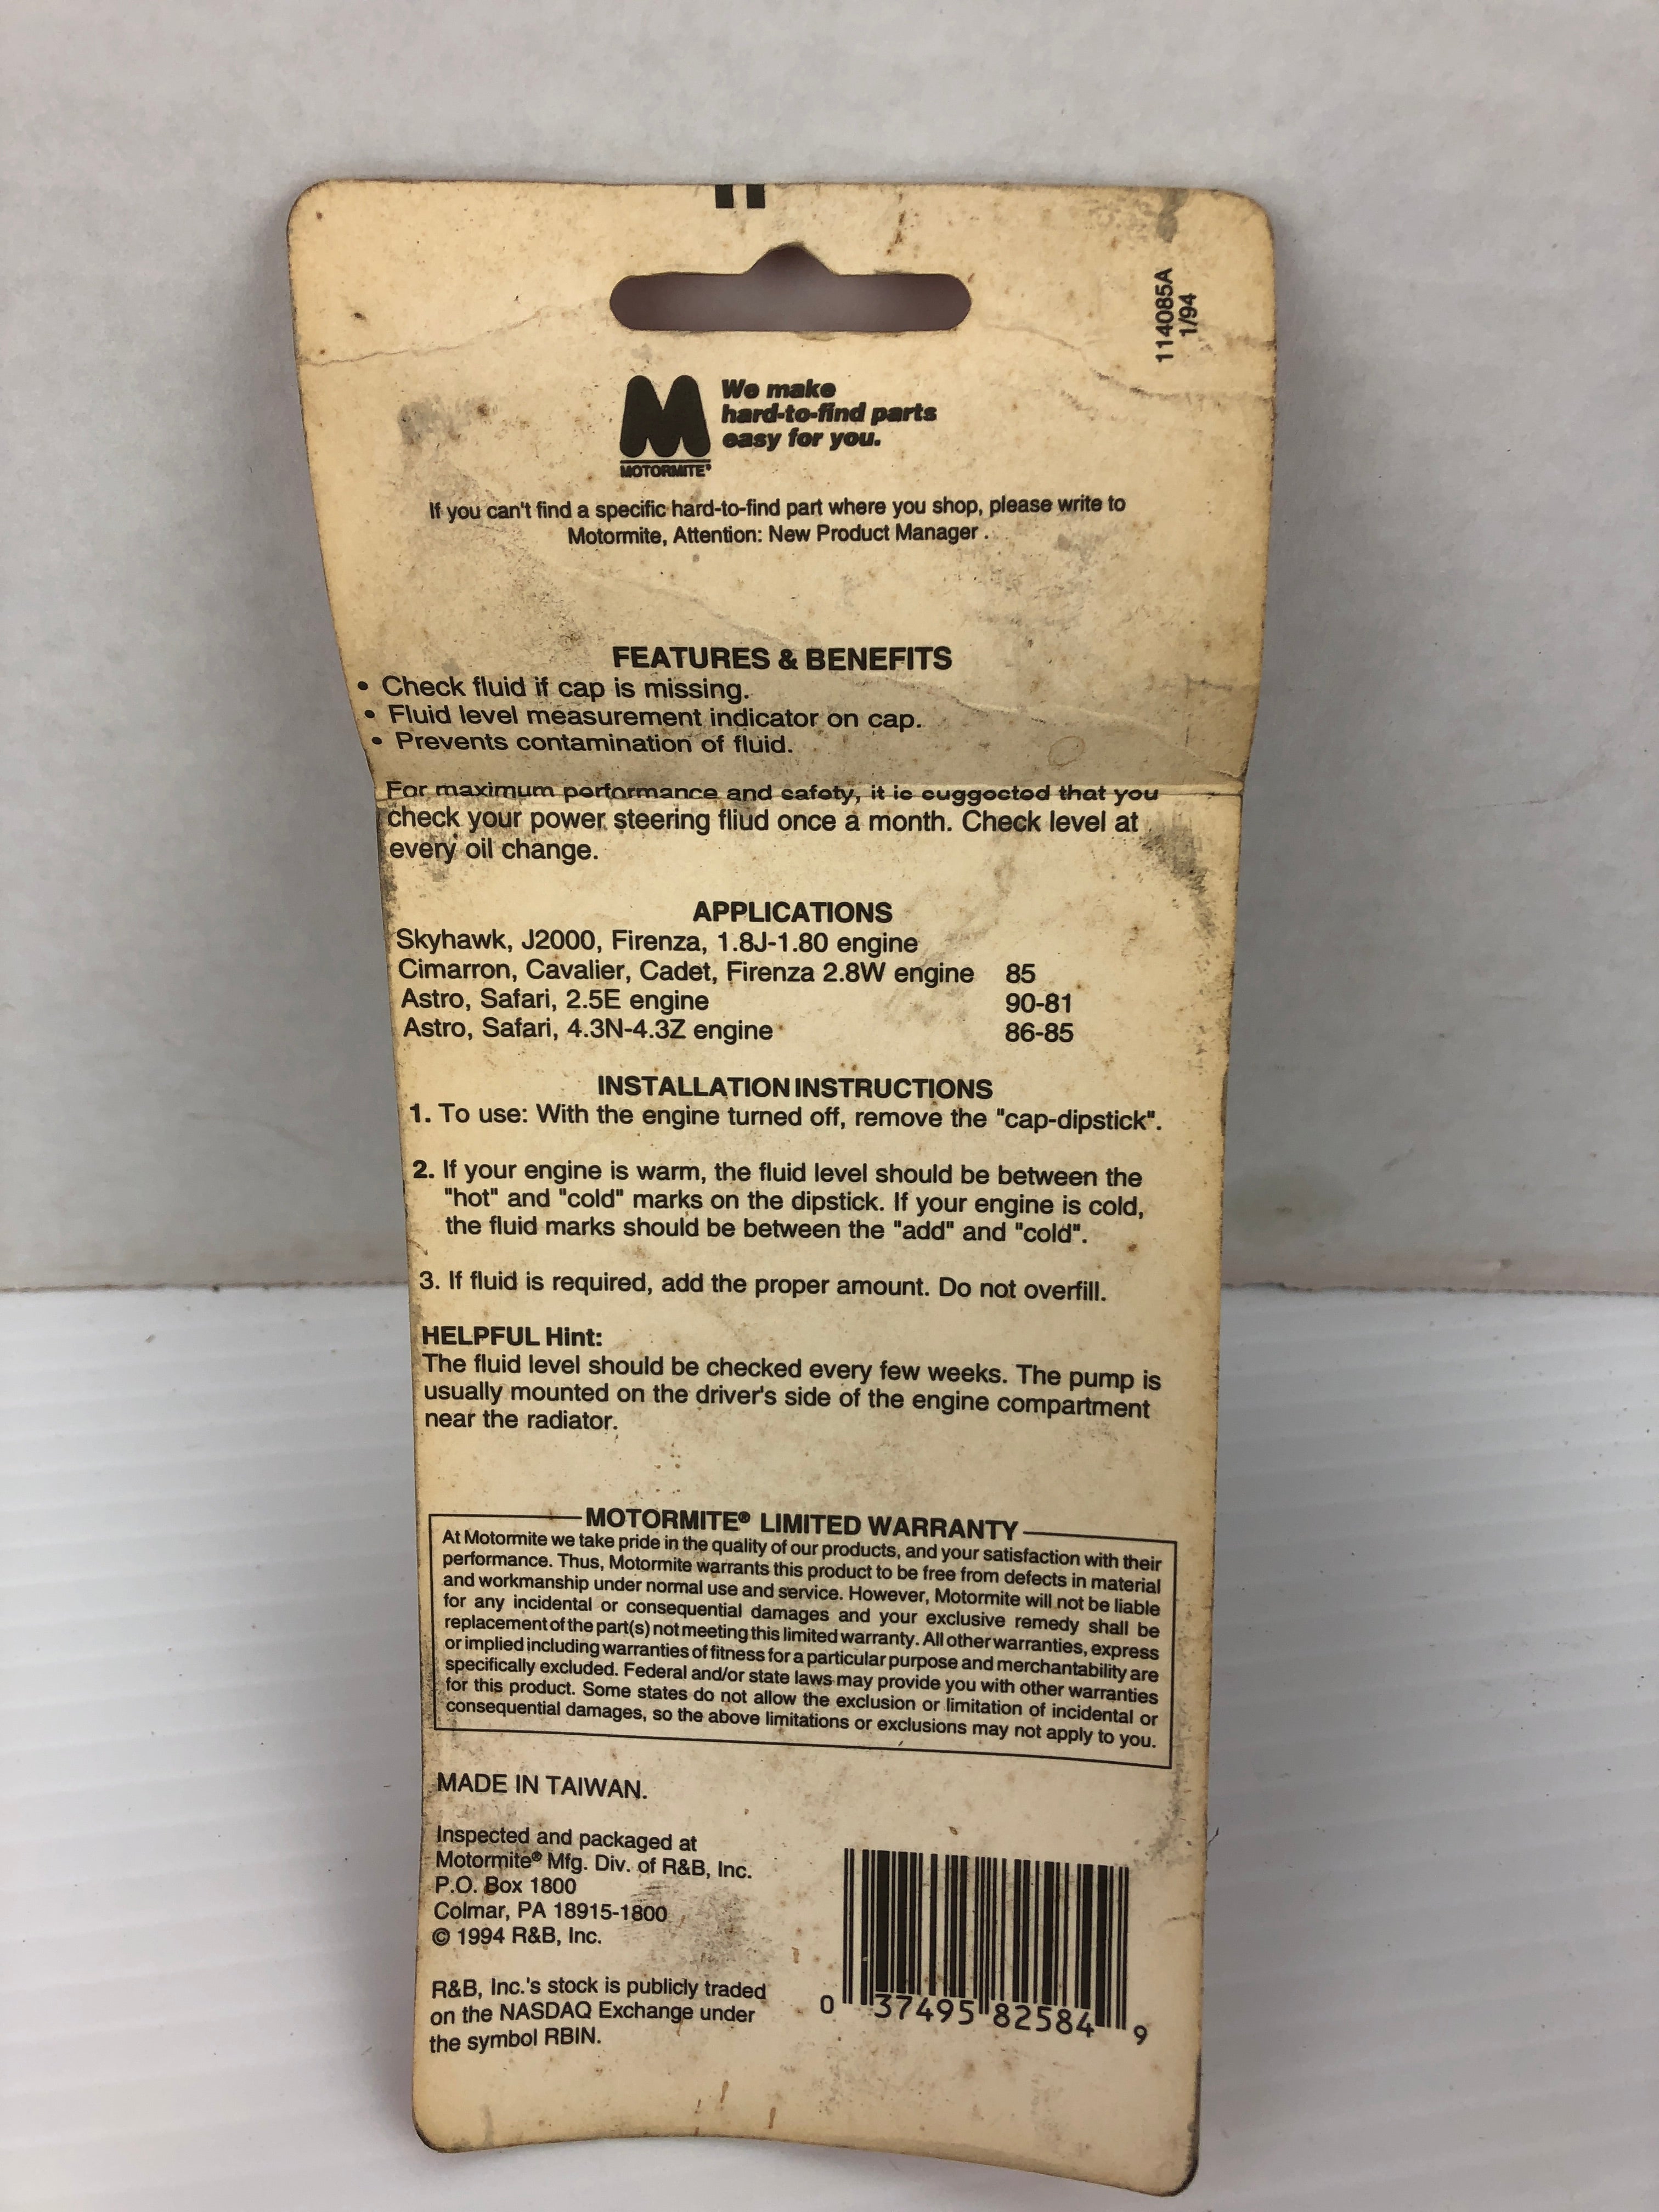 114085A
1/94
We make
hard-to-find parts
easy for you.
MOTORMITE®
If you can't find a specific hard-to-find part where you shop, please write to
Motormite, Attention: New Product Manager .
FEATURES & BENEFITS
• Check fluid if cap is missing.
• Fluid level measurement indicator on cap.
• Prevents contamination of fluid.
For maximum performance and safety, it is suggested that you
check your power steering fliud once a month. Check level at
every oil change.
APPLICATIONS
Skyhawk, J2000, Firenza, 1.8J-1.80 engine
Cimarron, Cavalier, Cadet, Firenza 2.8W engine 85
Astro, Safari, 2.5E engine 90-81
Astro, Safari, 4.3N-4.3Z engine 86-85
INSTALLATION INSTRUCTIONS
1. To use: With the engine turned off, remove the "cap-dipstick".
2. If your engine is warm, the fluid level should be between the
"hot" and "cold" marks on the dipstick. If your engine is cold,
the fluid marks should be between the "add" and "cold".
3. If fluid is required, add the proper amount. Do not overfill.
HELPFUL Hint:
The fluid level should be checked every few weeks. The pump is
usually mounted on the driver's side of the engine compartment
near the radiator.
MOTORMITE® LIMITED WARRANTY
At Motormite we take pride in the quality of our products, and your satisfaction with their
performance. Thus, Motormite warrants this product to be free from defects in material
and workmanship under normal use and service. However, Motormite will not be liable
for any incidental or consequential damages and your exclusive remedy shall be
replacement of the part(s) not meeting this limited warranty. All other warranties, express
or implied including warranties of fitness for a particular purpose and merchantability are
specifically excluded. Federal and/or state laws may provide you with other warranties
for this product. Some states do not allow the exclusion or limitation of incidental or
consequential damages, so the above limitations or exclusions may not apply to you.
MADE IN TAIWAN.
Inspected and packaged at
Motormite® Mfg. Div. of R&B, Inc.
P.O. Box 1800
Colmar, PA 18915-1800
© 1994 R&B, Inc.
R&B, Inc.'s stock is publicly traded
on the NASDAQ Exchange under
the symbol RBIN.
0 37495 82584 9